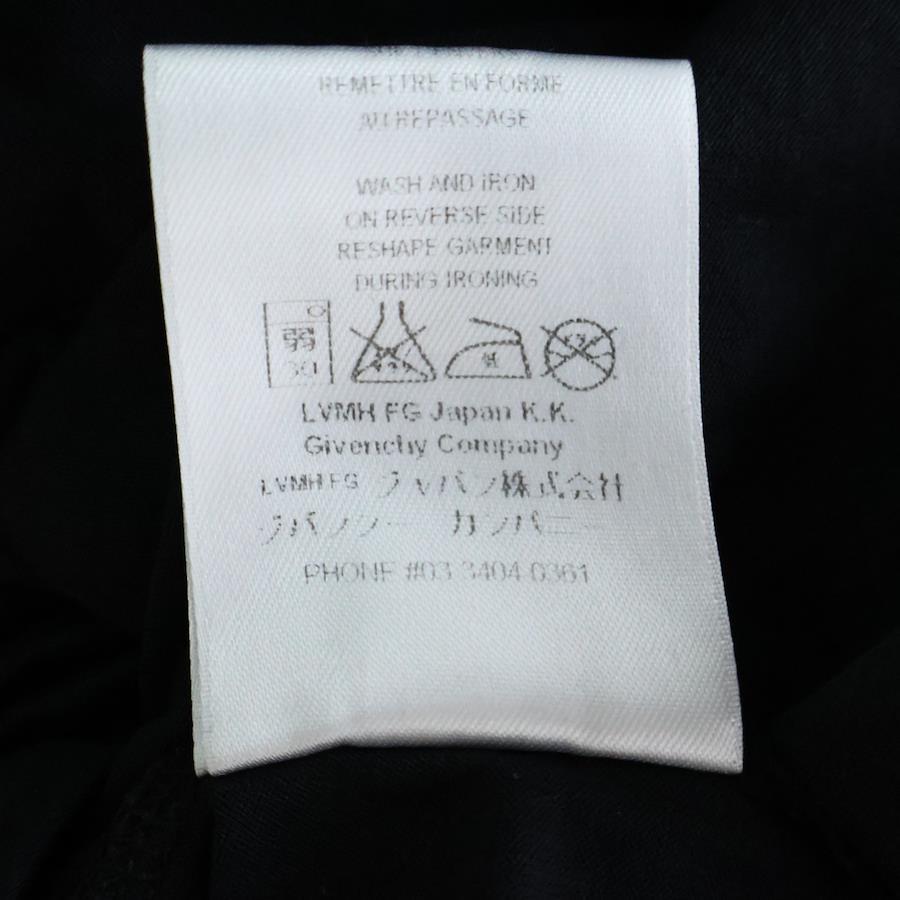 REMETTRE EN FORME
AU REPASSAGE
WASH AND IRON
ON REVERSE SIDE
RESHAPE GARMENT
DURING IRONING
弱
30
LVMH FG Japan K.K.
Givenchy Company
LVMH FG ジャパン株式会社
ジバンシー カンパニー
PHONE #03 3404 0361